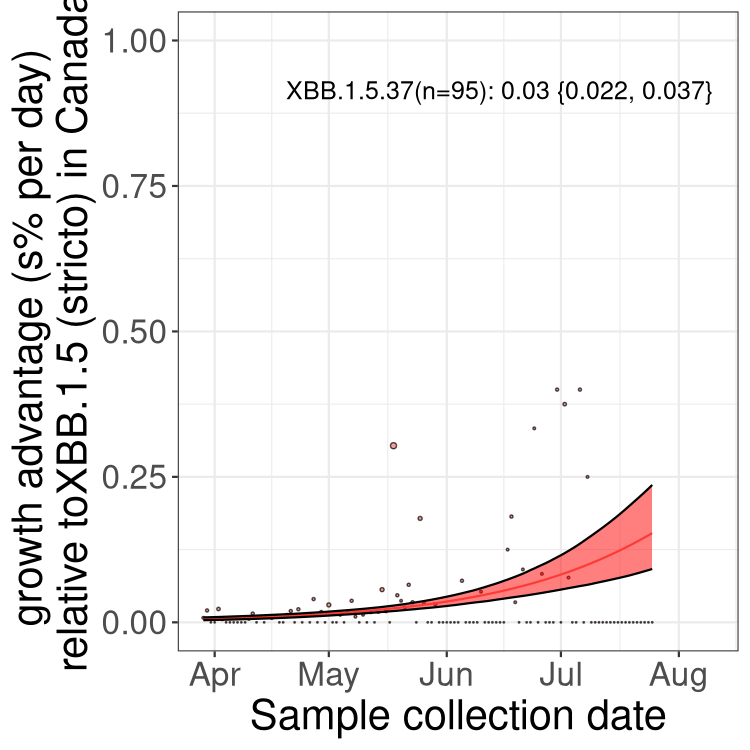 growth advantage (s% per day)
relative toXBB.1.5 (stricto) in Canada
1.00
0.75
0.50
0.25
0.00
XBB.1.5.37(n=95): 0.03 {0.022, 0.037}
Apr May Jun Jul Aug
Sample collection date